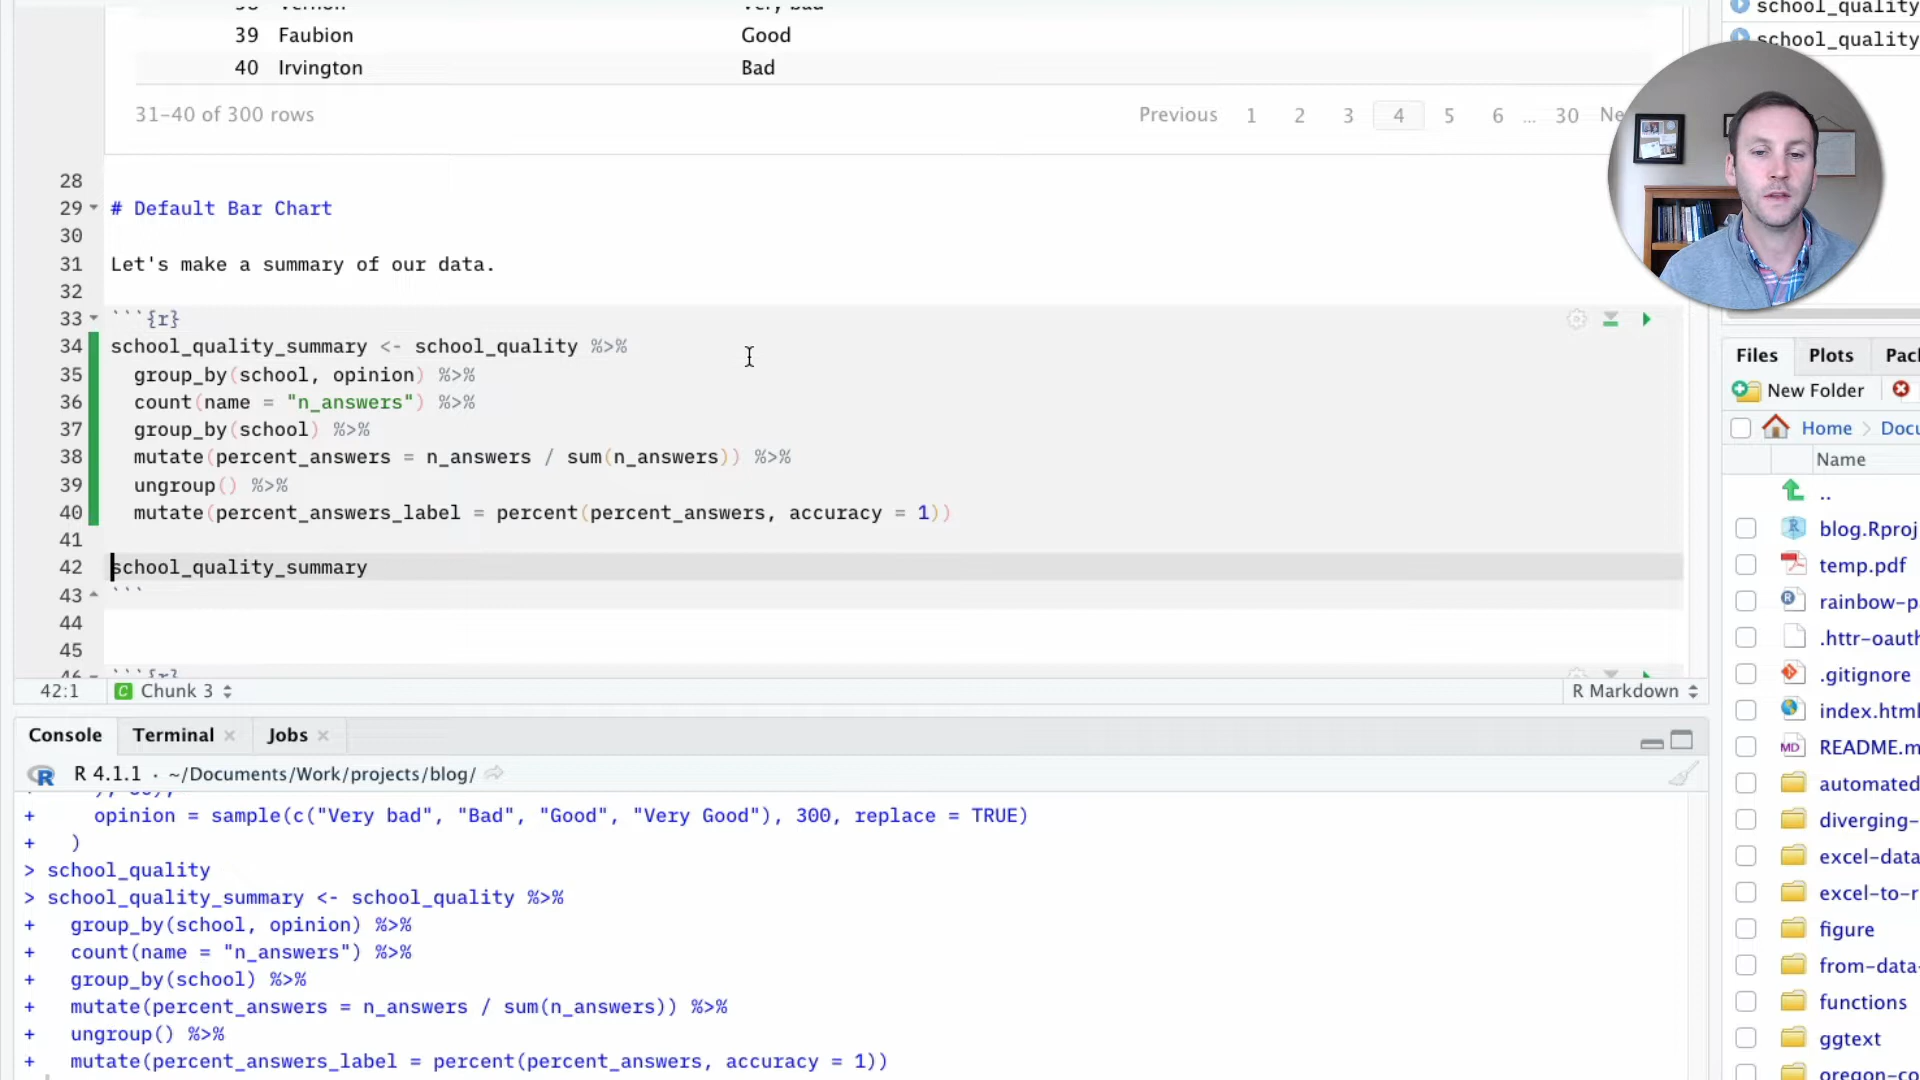 38 Vernon Very bad
39 Faubion Good
40 Irvington Bad
31–40 of 300 rows Previous 1 2 3 4 5 6 ... 30
28
29 # Default Bar Chart
30
31 Let's make a summary of our data.
32
33 ```{r}
34 school_quality_summary <- school_quality %>%
35 group_by(school, opinion) %>%
36 count(name = "n_answers") %>%
37 group_by(school) %>%
38 mutate(percent_answers = n_answers / sum(n_answers)) %>%
39 ungroup() %>%
40 mutate(percent_answers_label = percent(percent_answers, accuracy = 1))
41
42 school_quality_summary
43 ```
44
45
46 ```{r}
42:1 Chunk 3 R Markdown
Console Terminal Jobs
R 4.1.1 · ~/Documents/Work/projects/blog/
+ opinion = sample(c("Very bad", "Bad", "Good", "Very Good"), 300, replace = TRUE)
+ )
> school_quality
> school_quality_summary <- school_quality %>%
+ group_by(school, opinion) %>%
+ count(name = "n_answers") %>%
+ group_by(school) %>%
+ mutate(percent_answers = n_answers / sum(n_answers)) %>%
+ ungroup() %>%
+ mutate(percent_answers_label = percent(percent_answers, accuracy = 1))
school_quality
school_quality
Files Plots Pac
New Folder
Home > Docu
Name
..
blog.Rproj
temp.pdf
rainbow-p
.httr-oauth
.gitignore
index.html
README.m
automated
diverging-
excel-data
excel-to-r
figure
from-data-
functions
ggtext
oregon-co